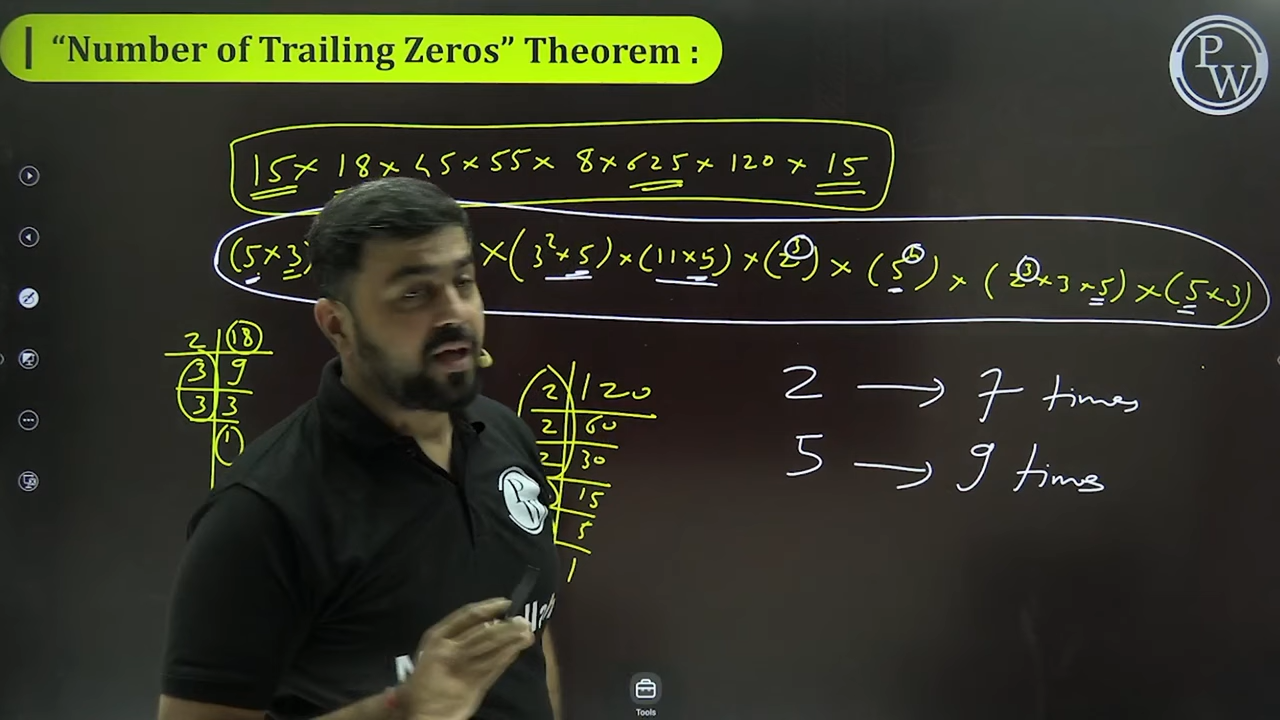 “Number of Trailing Zeros” Theorem :
P
W
15 × 18 × 45 × 55 × 8 × 625 × 120 × 15
(5 × 3) × (3² × 5) × (11 × 5) × (2³) × (5⁴) × (2³ × 3 × 5) × (5 × 3)
2 | 18
3 | 9
3 | 3
1
2 | 120
2 | 60
2 | 30
15
5
1
2 → 7 times
5 → 9 times
P
W
Tools